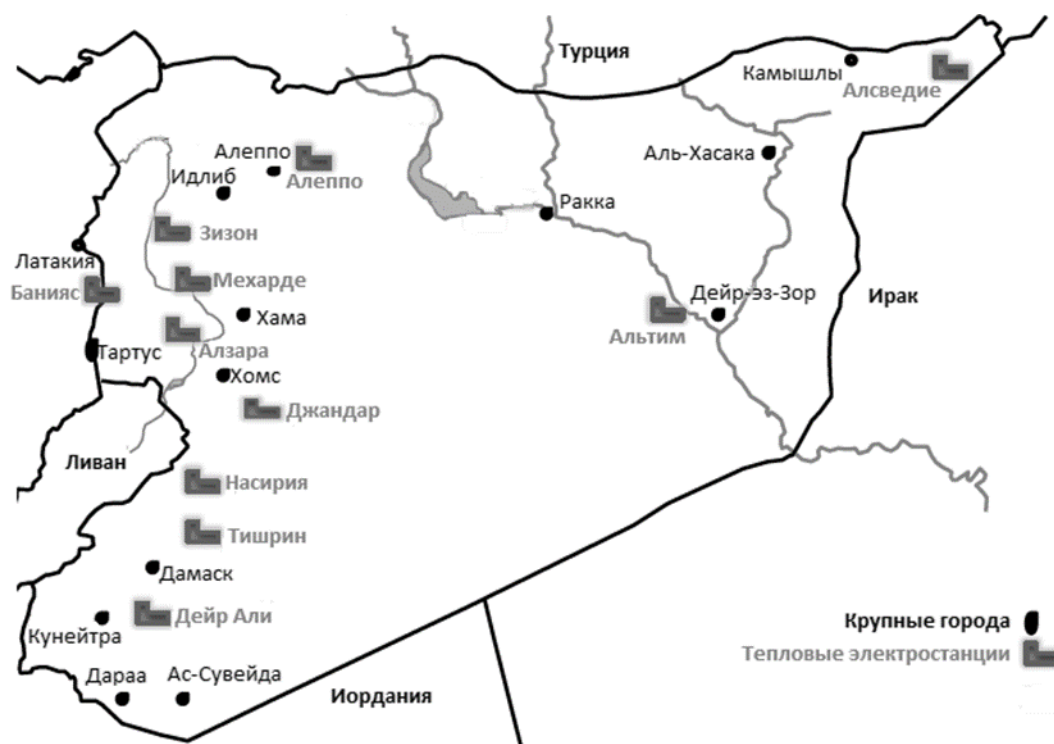 Турция
Камышлы
Алсведие
Алеппо
Алеппо
Идлиб
Аль-Хасака
Ракка
Зизон
Латакия
Банияс
Мехарде
Дейр-эз-Зор
Ирак
Хама
Альтим
Тартус
Алзара
Хомс
Джандар
Ливан
Насирия
Тишрин
Дамаск
Дейр Али
Кунейтра
Крупные города
Тепловые электростанции
Дараа
Ас-Сувейда
Иордания